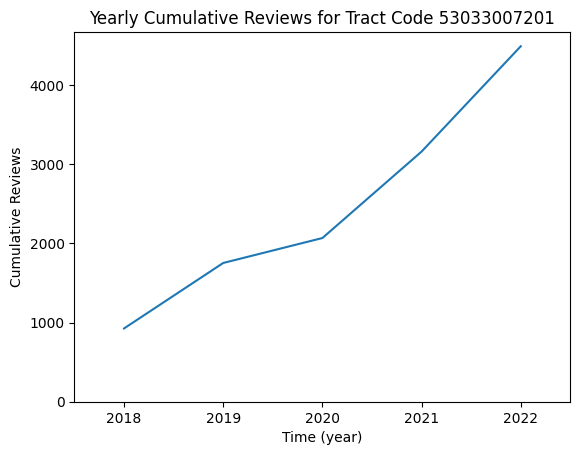 Yearly Cumulative Reviews for Tract Code 53033007201
Cumulative Reviews
4000
3000
2000
1000
0
2018 2019 2020 2021 2022
Time (year)